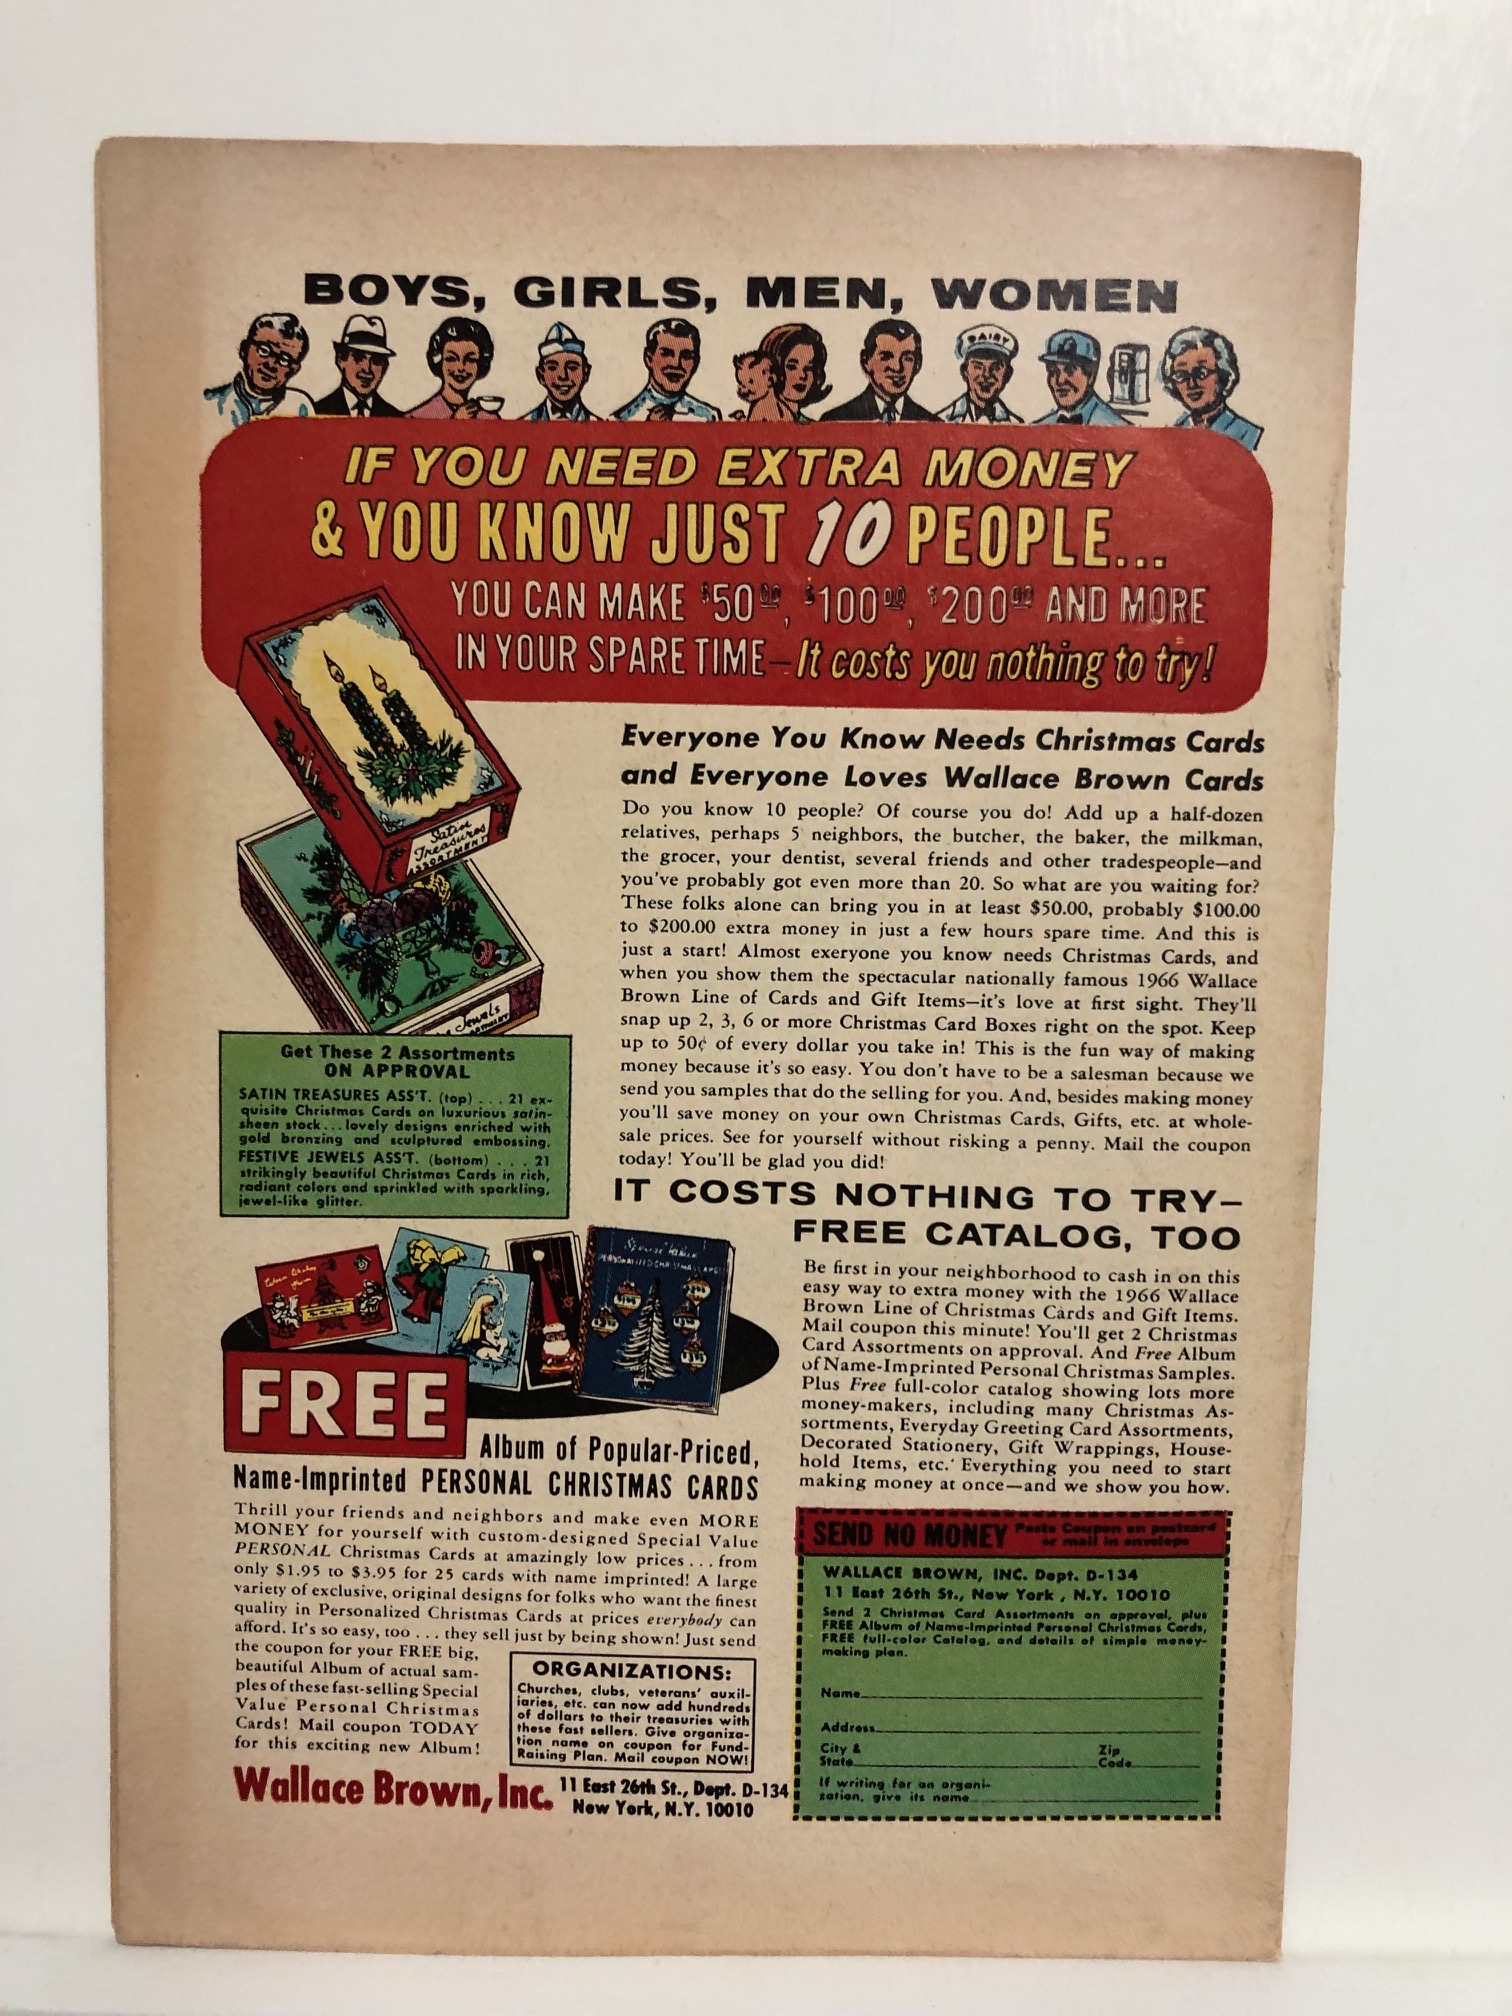 BOYS, GIRLS, MEN, WOMEN
DAIRY
IF YOU NEED EXTRA MONEY
& YOU KNOW JUST 10 PEOPLE...
YOU CAN MAKE $50.00, $100.00, $200.00 AND MORE
IN YOUR SPARE TIME—It costs you nothing to try!
Satin
Treasures
ASSORTMENT
Jewels
Everyone You Know Needs Christmas Cards
and Everyone Loves Wallace Brown Cards
Do you know 10 people? Of course you do! Add up a half-dozen
relatives, perhaps 5 neighbors, the butcher, the baker, the milkman,
the grocer, your dentist, several friends and other tradespeople—and
you've probably got even more than 20. So what are you waiting for?
These folks alone can bring you in at least $50.00, probably $100.00
to $200.00 extra money in just a few hours spare time. And this is
just a start! Almost exeryone you know needs Christmas Cards, and
when you show them the spectacular nationally famous 1966 Wallace
Brown Line of Cards and Gift Items—it's love at first sight. They'll
snap up 2, 3, 6 or more Christmas Card Boxes right on the spot. Keep
up to 50¢ of every dollar you take in! This is the fun way of making
money because it's so easy. You don't have to be a salesman because we
send you samples that do the selling for you. And, besides making money
you'll save money on your own Christmas Cards, Gifts, etc. at whole-
sale prices. See for yourself without risking a penny. Mail the coupon
today! You'll be glad you did!
Get These 2 Assortments
ON APPROVAL
SATIN TREASURES ASS'T. (top) . . . 21 ex-
quisite Christmas Cards on luxurious satin-
sheen stock...lovely designs enriched with
gold bronzing and sculptured embossing.
FESTIVE JEWELS ASS'T. (bottom) . . . 21
strikingly beautiful Christmas Cards in rich,
radiant colors and sprinkled with sparkling,
jewel-like glitter.
IT COSTS NOTHING TO TRY—
FREE CATALOG, TOO
Be first in your neighborhood to cash in on this
easy way to extra money with the 1966 Wallace
Brown Line of Christmas Cards and Gift Items.
Mail coupon this minute! You'll get 2 Christmas
Card Assortments on approval. And Free Album
of Name-Imprinted Personal Christmas Samples.
Plus Free full-color catalog showing lots more
money-makers, including many Christmas As-
sortments, Everyday Greeting Card Assortments,
Decorated Stationery, Gift Wrappings, House-
hold Items, etc. Everything you need to start
making money at once—and we show you how.
PERSONALIZED CHRISTMAS CARDS
FREE
Album of Popular-Priced,
Name-Imprinted PERSONAL CHRISTMAS CARDS
Thrill your friends and neighbors and make even MORE
MONEY for yourself with custom-designed Special Value
PERSONAL Christmas Cards at amazingly low prices . . . from
only $1.95 to $3.95 for 25 cards with name imprinted! A large
variety of exclusive, original designs for folks who want the finest
quality in Personalized Christmas Cards at prices everybody can
afford. It's so easy, too . . . they sell just by being shown! Just send
the coupon for your FREE big,
beautiful Album of actual sam-
ples of these fast-selling Special
Value Personal Christmas
Cards! Mail coupon TODAY
for this exciting new Album!
ORGANIZATIONS:
Churches, clubs, veterans' auxil-
iaries, etc. can now add hundreds
of dollars to their treasuries with
these fast sellers. Give organiza-
tion name on coupon for Fund-
Raising Plan. Mail coupon NOW!
Wallace Brown, Inc. 11 East 26th St., Dept. D-134
New York, N.Y. 10010
SEND NO MONEY Paste Coupon on postcard
or mail in envelope
WALLACE BROWN, INC. Dept. D-134
11 East 26th St., New York , N.Y. 10010
Send 2 Christmas Card Assortments on approval, plus
FREE Album of Name-Imprinted Personal Christmas Cards,
FREE full-color Catalog, and details of simple money-
making plan.
Name
Address
City & Zip
State Code
If writing for an organi-
zation, give its name